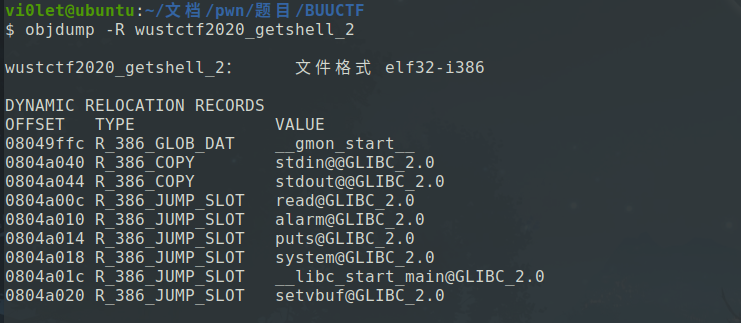 vi0let@ubuntu:~/文档/pwn/题目/BUUCTF
$ objdump -R wustctf2020_getshell_2
wustctf2020_getshell_2：     文件格式 elf32-i386
DYNAMIC RELOCATION RECORDS
OFFSET   TYPE              VALUE
08049ffc R_386_GLOB_DAT    __gmon_start__
0804a040 R_386_COPY        stdin@@GLIBC_2.0
0804a044 R_386_COPY        stdout@@GLIBC_2.0
0804a00c R_386_JUMP_SLOT   read@GLIBC_2.0
0804a010 R_386_JUMP_SLOT   alarm@GLIBC_2.0
0804a014 R_386_JUMP_SLOT   puts@GLIBC_2.0
0804a018 R_386_JUMP_SLOT   system@GLIBC_2.0
0804a01c R_386_JUMP_SLOT   __libc_start_main@GLIBC_2.0
0804a020 R_386_JUMP_SLOT   setvbuf@GLIBC_2.0